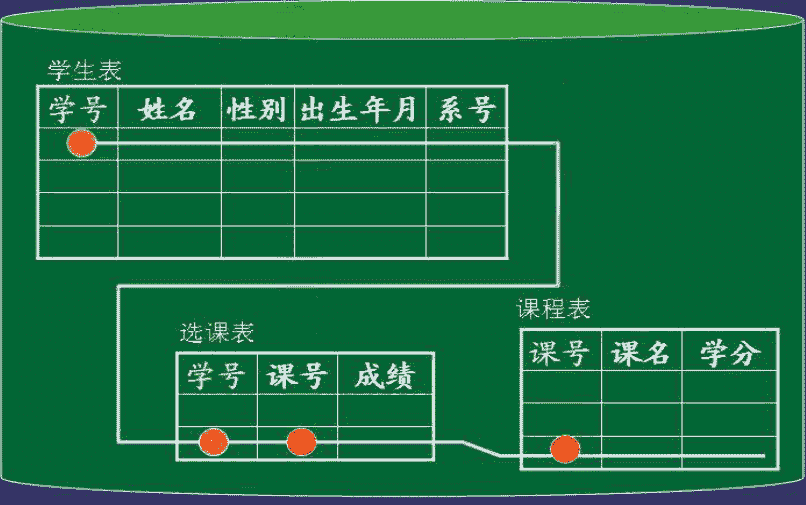 学生表
学号 姓名 性别 出生年月 系号
选课表
学号 课号 成绩
课程表
课号 课名 学分